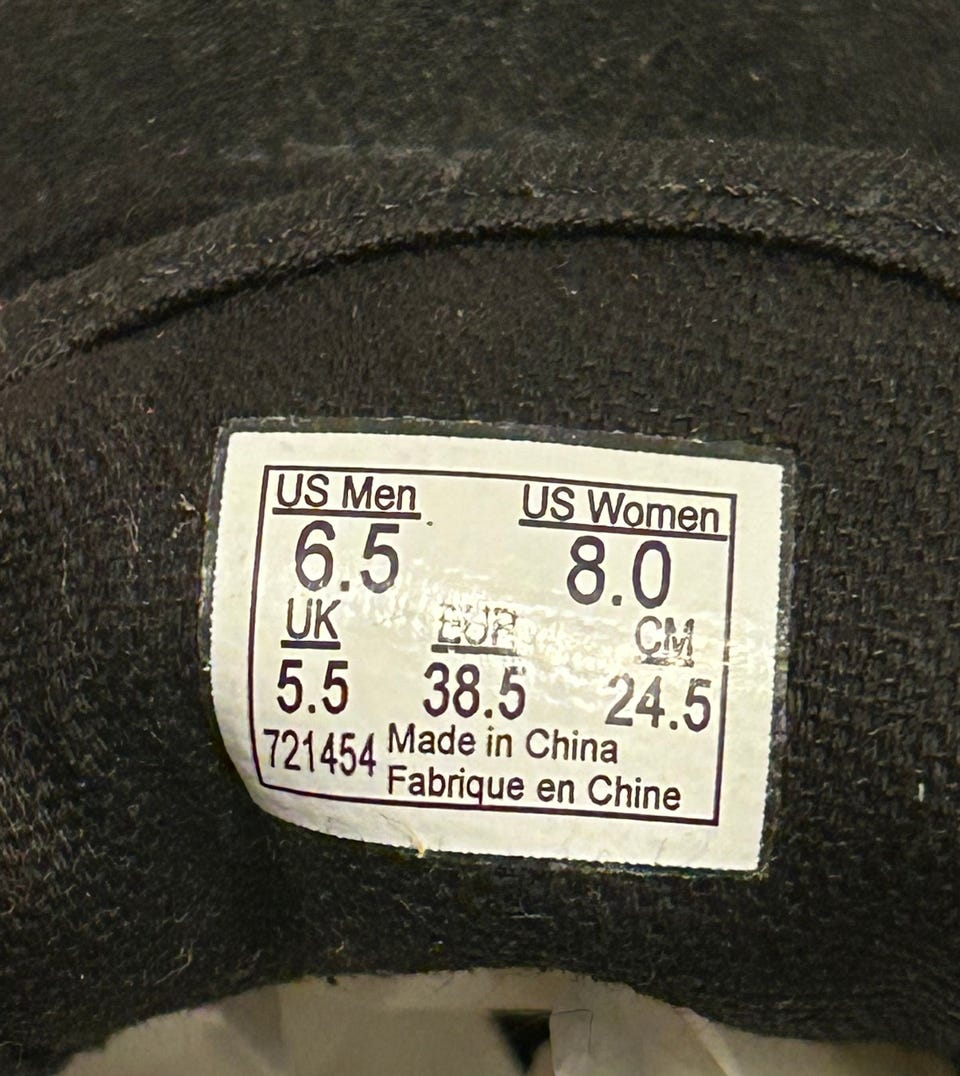 US Men US Women
6.5 8.0
UK EUR CM
5.5 38.5 24.5
721454 Made in China
Fabrique en Chine